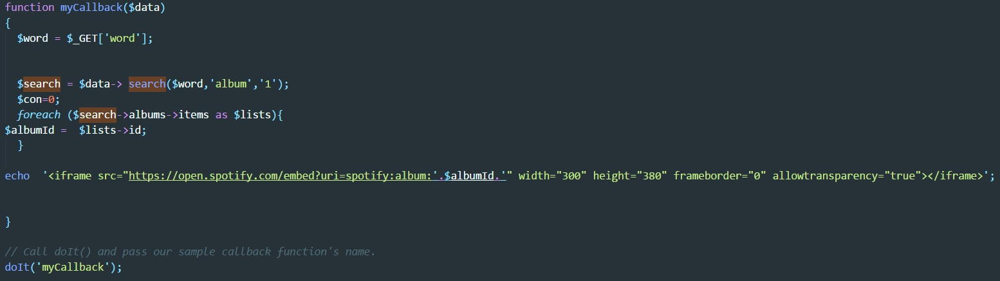 function myCallback($data)
{
  $word = $_GET['word'];
  $search = $data-> search($word,'album','1');
  $con=0;
  foreach ($search->albums->items as $lists){
$albumId =  $lists->id;
  }
echo  '<iframe src="https://open.spotify.com/embed?uri=spotify:album:'.$albumId.'" width="300" height="380" frameborder="0" allowtransparency="true"></iframe>';
}
// Call doIt() and pass our sample callback function's name.
doIt('myCallback');